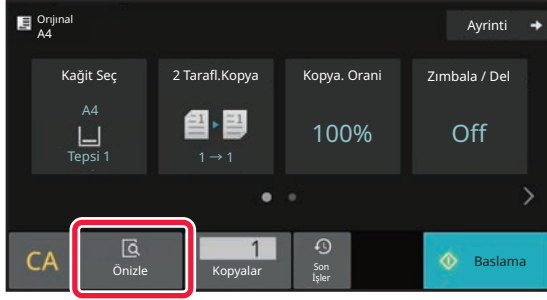 Orıjınal
A4
Ayrinti
Kağit Seç
2 Tarafl.Kopya
Kopya. Orani
Zımbala / Del
A4
Tepsi 1
1 → 1
100%
Off
CA
Önizle
1
Kopyalar
Son
İşler
Baslama